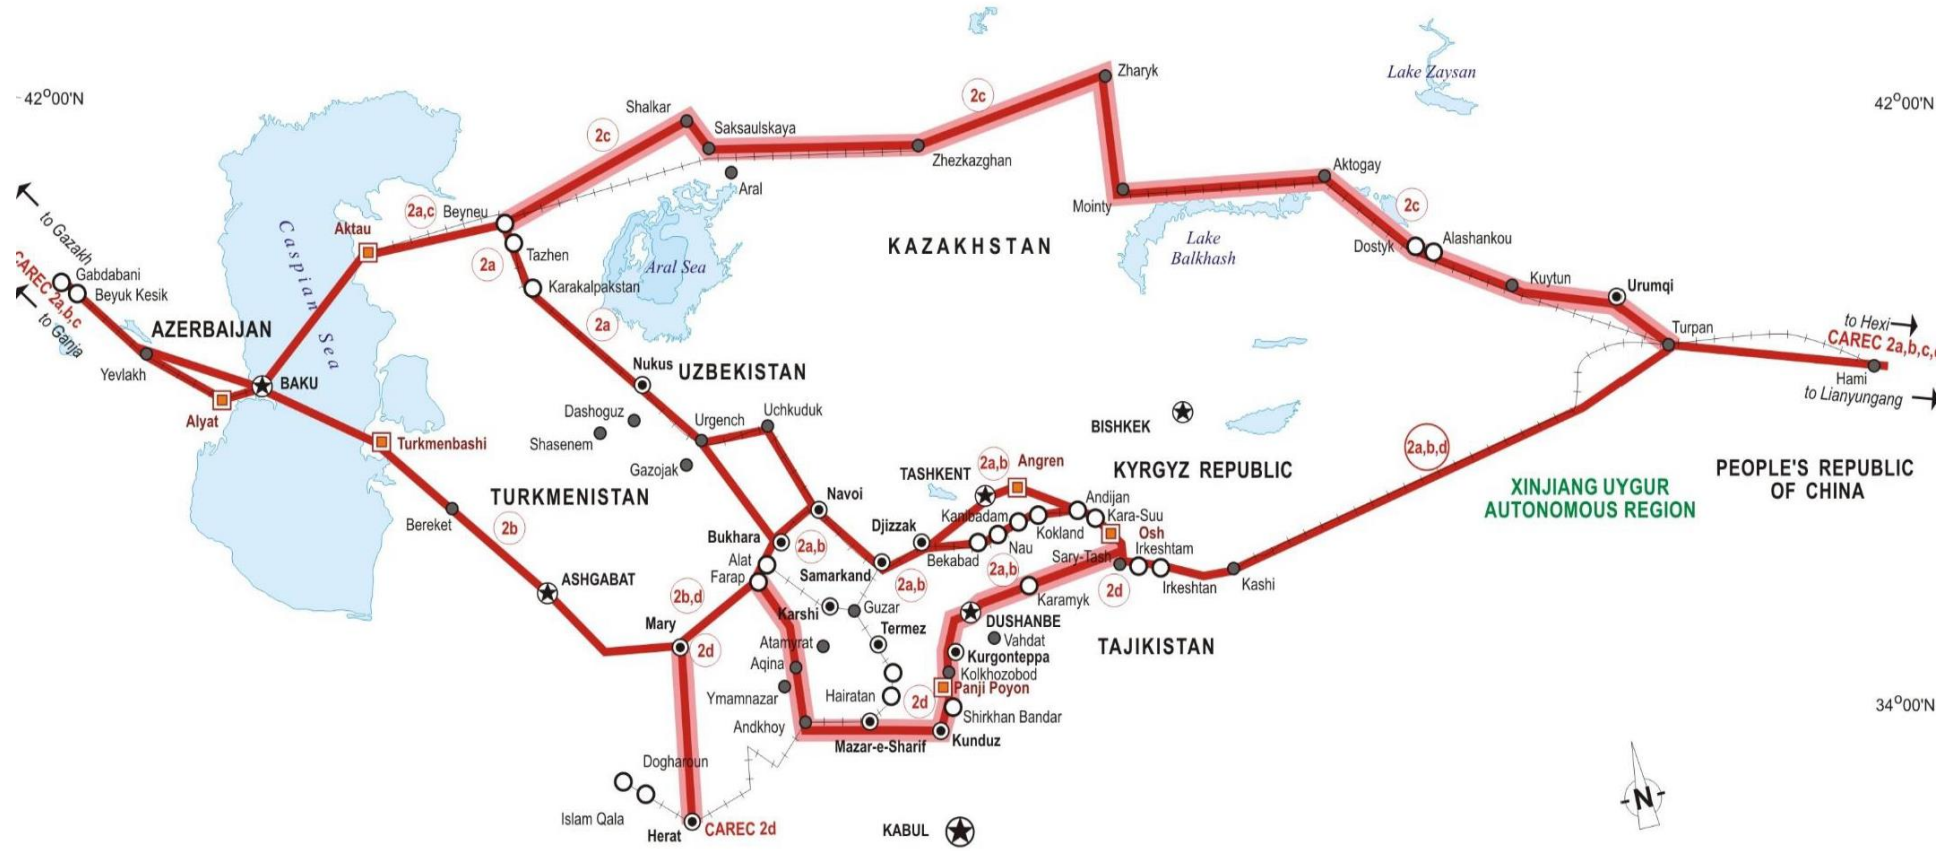 42°00'N
Lake Zaysan
42°00'N
Zharyk
2c
Shalkar
2c
Saksaulskaya
Zhezkazghan
Aral
Aktogay
Mointy
2c
to Gazakh
2a,c
Beyneu
Aktau
Tazhen
2a
Caspian
Sea
Aral Sea
KAZAKHSTAN
Lake
Balkhash
Dostyk
Alashankou
Kuytun
Urumqi
CAREC 2a,b,c
Gabdabani
Beyuk Kesik
to Ganja
Karakalpakstan
2a
AZERBAIJAN
Turpan
to Hexi
CAREC 2a,b,c,d
Hami
to Lianyungang
Yevlakh
BAKU
Alyat
Nukus
UZBEKISTAN
Dashoguz
Shasenem
Urgench
Uchkuduk
Gazojak
BISHKEK
Turkmenbashi
TURKMENISTAN
2a,b,d
TASHKENT
2a,b
Angren
KYRGYZ REPUBLIC
PEOPLE'S REPUBLIC
OF CHINA
XINJIANG UYGUR
AUTONOMOUS REGION
Bereket
2b
Navoi
Andijan
Kanibadam
Kara-Suu
Djizzak
Kokland
Osh
Bukhara
2a,b
Nau
Bekabad
Alat
Farap
Samarkand
2a,b
2a,b
Sary-Tash
Irkeshtam
2d
Irkeshtan
Kashi
ASHGABAT
2b,d
Karshi
Guzar
Karamyk
DUSHANBE
Mary
2d
Termez
Vahdat
TAJIKISTAN
Atamyrat
Aqina
Kurgonteppa
Kolkhozobod
Ymamnazar
Hairatan
2d
Panji Poyon
Andkhoy
Shirkhan Bandar
Mazar-e-Sharif
Kunduz
34°00'N
Dogharoun
Islam Qala
Herat
CAREC 2d
KABUL
N